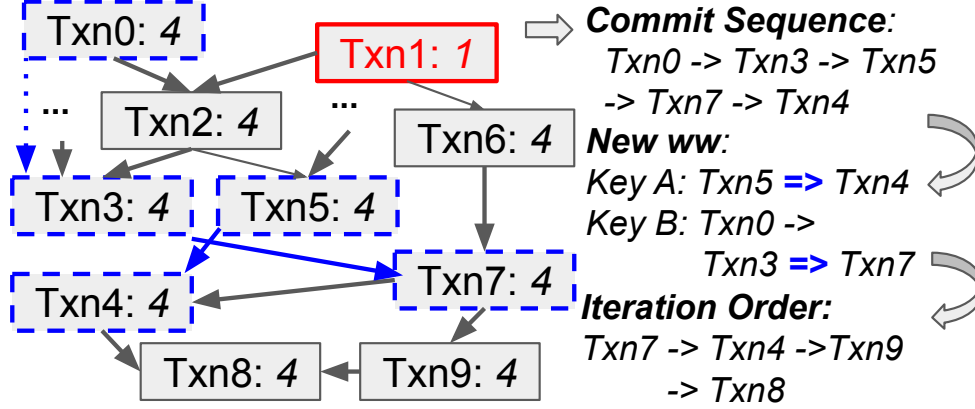 Txn0: 4
Txn1: 1
...
...
Txn2: 4
Txn6: 4
Txn3: 4
Txn5: 4
Txn4: 4
Txn7: 4
Txn8: 4
Txn9: 4
Commit Sequence:
Txn0 -> Txn3 -> Txn5
-> Txn7 -> Txn4
New ww:
Key A: Txn5 => Txn4
Key B: Txn0 ->
Txn3 => Txn7
Iteration Order:
Txn7 -> Txn4 ->Txn9
-> Txn8